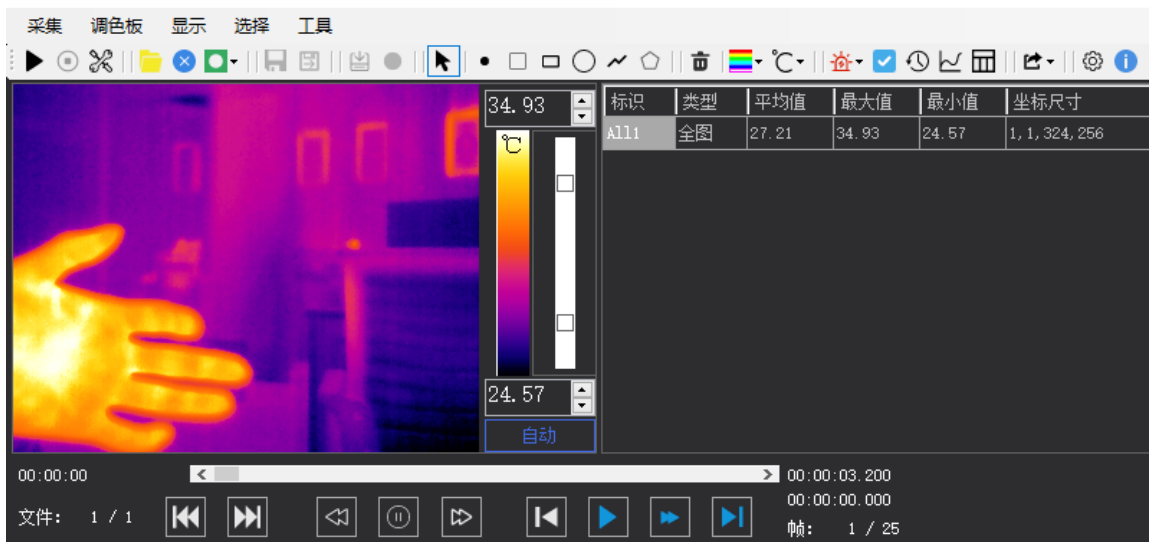 采集 调色板 显示 选择 工具
℃
34.93
标识 类型 平均值 最大值 最小值 坐标尺寸
All1 全图 27.21 34.93 24.57 1,1,324,256
℃
24.57
自动
00:00:00 00:00:03.200
00:00:00.000
文件: 1 / 1
帧: 1 / 25